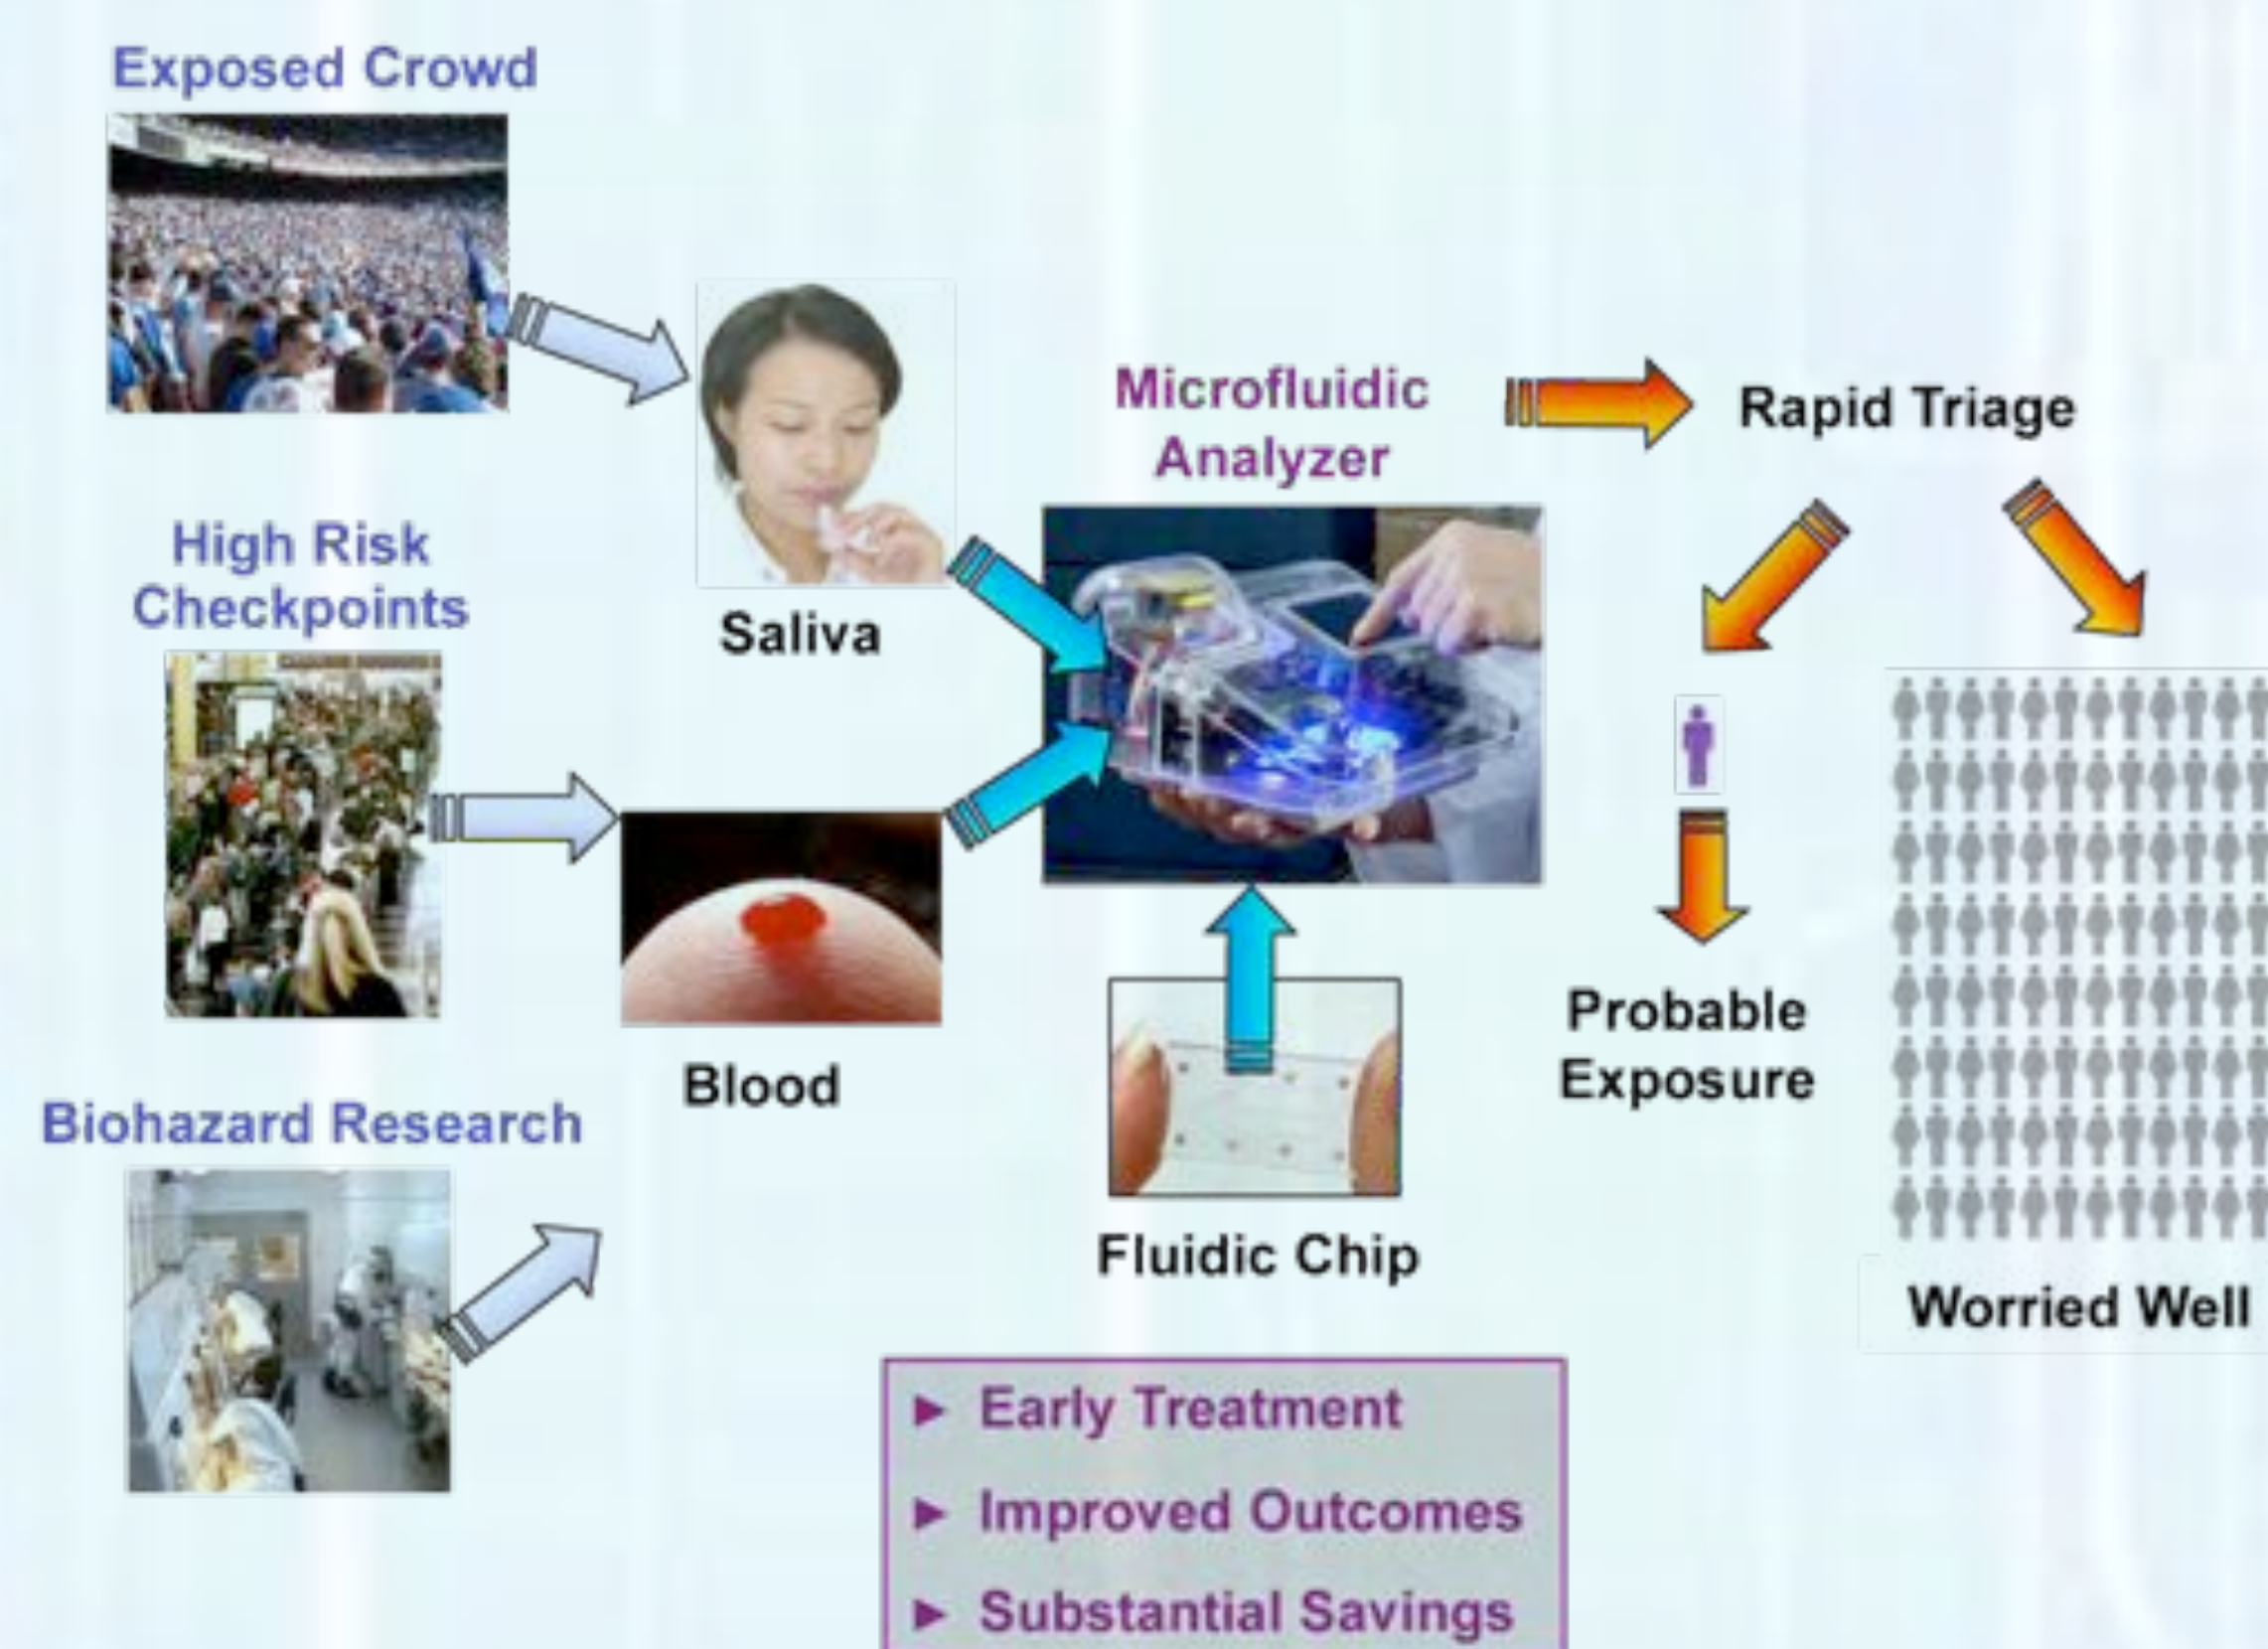 Exposed Crowd
High Risk
Checkpoints
Biohazard Research
Saliva
Blood
Microfluidic
Analyzer
Fluidic Chip
Rapid Triage
Probable
Exposure
Worried Well
► Early Treatment
► Improved Outcomes
► Substantial Savings